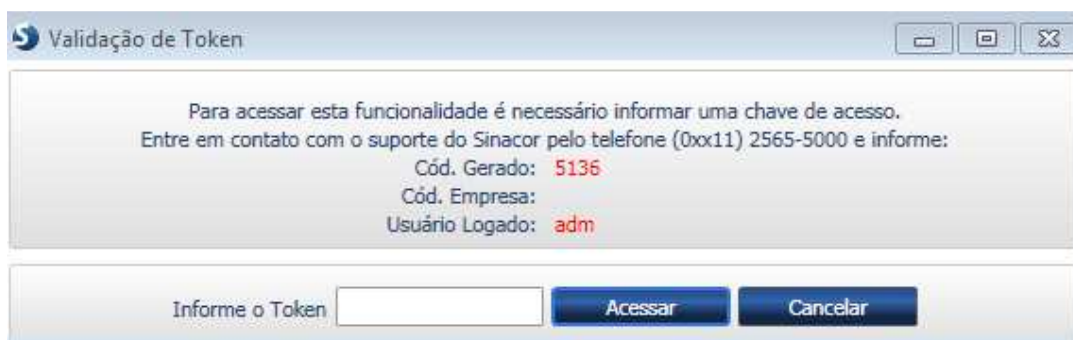 Validação de Token
Para acessar esta funcionalidade é necessário informar uma chave de acesso.
Entre em contato com o suporte do Sinacor pelo telefone (0xx11) 2565-5000 e informe:
Cód. Gerado: 5136
Cód. Empresa:
Usuário Logado: adm
Informe o Token Acessar Cancelar